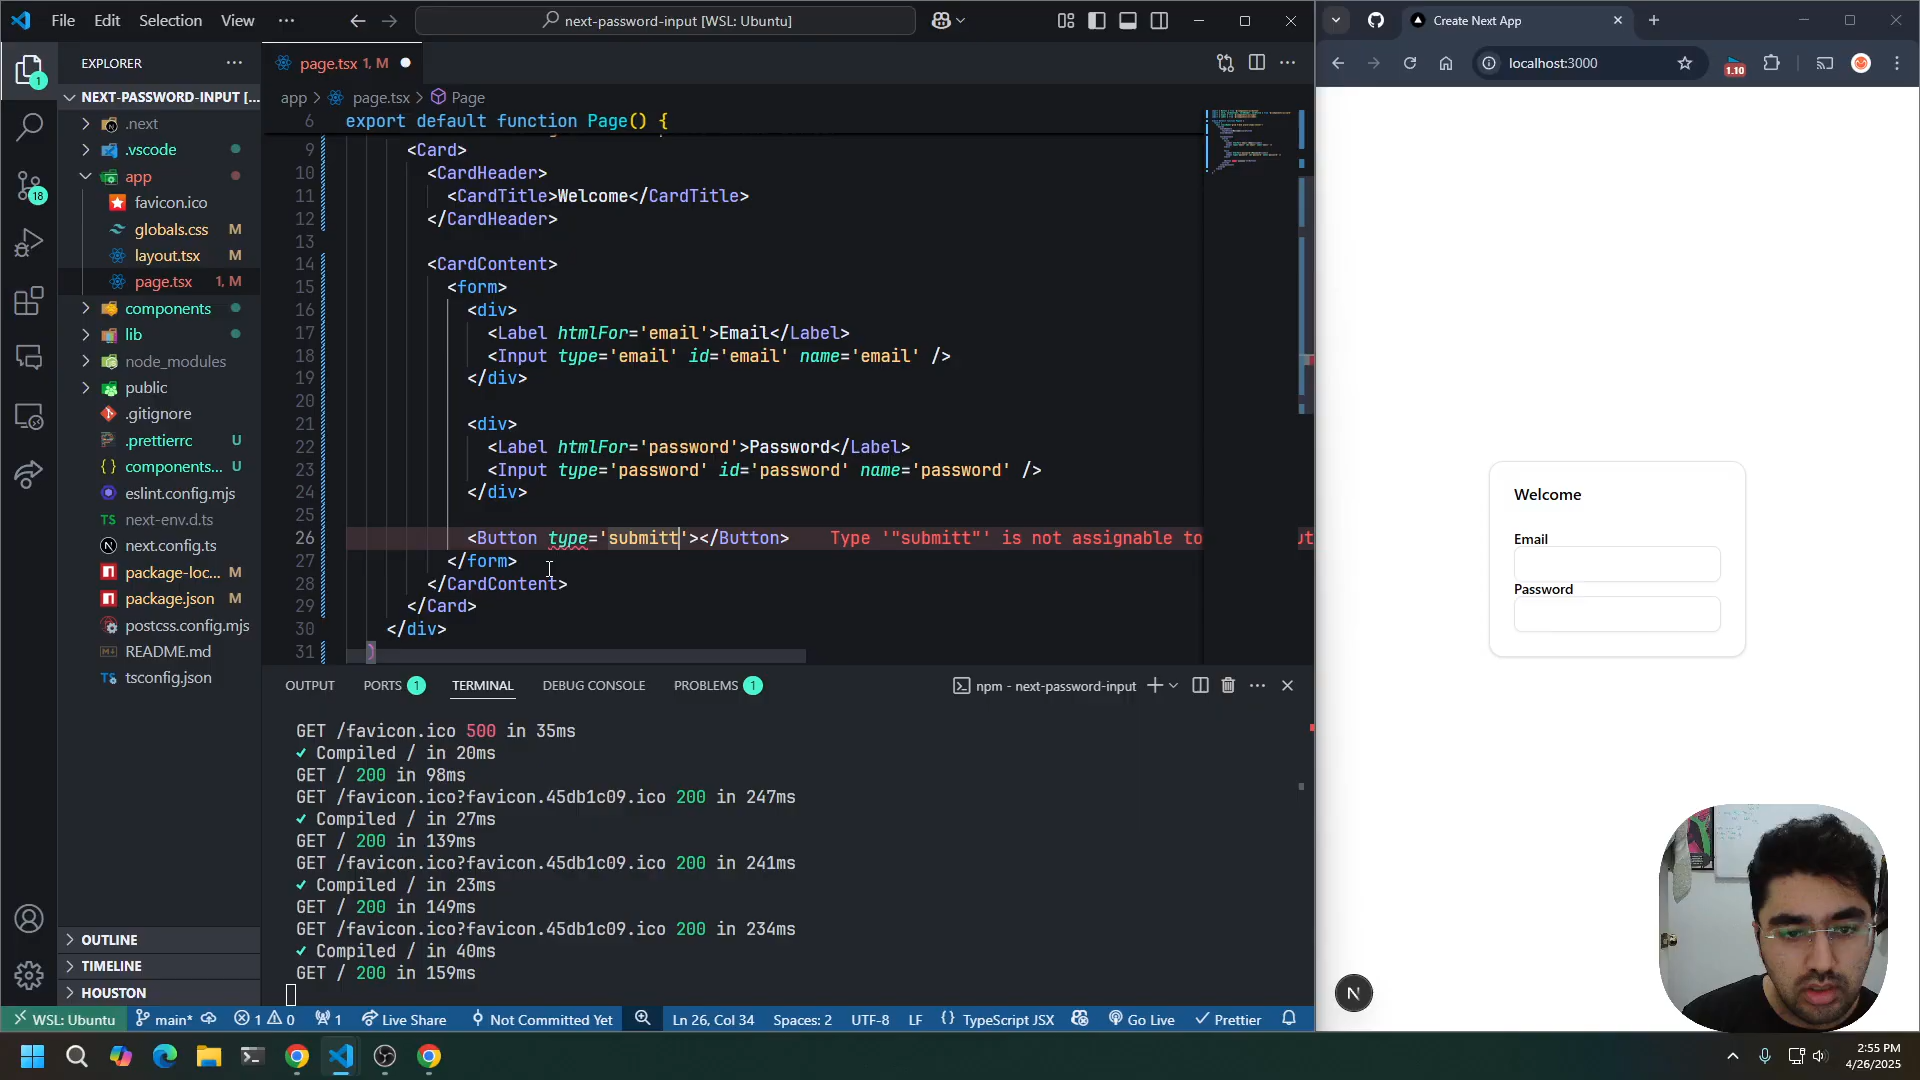 File Edit Selection View ···
next-password-input [WSL: Ubuntu]
EXPLORER
NEXT-PASSWORD-INPUT [...
.next
.vscode
app
favicon.ico
globals.css M
layout.tsx M
page.tsx 1, M
components
lib
node_modules
public
.gitignore
.prettierrc U
components... U
eslint.config.mjs
next-env.d.ts
next.config.ts
package-loc... M
package.json M
postcss.config.mjs
README.md
tsconfig.json
OUTLINE
TIMELINE
HOUSTON
1
18
page.tsx 1, M
app > page.tsx > Page
6 export default function Page() {
9 <Card>
10 <CardHeader>
11 <CardTitle>Welcome</CardTitle>
12 </CardHeader>
13
14 <CardContent>
15 <form>
16 <div>
17 <Label htmlFor='email'>Email</Label>
18 <Input type='email' id='email' name='email' />
19 </div>
20
21 <div>
22 <Label htmlFor='password'>Password</Label>
23 <Input type='password' id='password' name='password' />
24 </div>
25
26 <Button type='submitt'></Button> Type '"submitt"' is not assignable to ut
27 </form>
28 </CardContent>
29 </Card>
30 </div>
31 )
OUTPUT PORTS 1 TERMINAL DEBUG CONSOLE PROBLEMS 1
npm - next-password-input
GET /favicon.ico 500 in 35ms
✓ Compiled / in 20ms
GET / 200 in 98ms
GET /favicon.ico?favicon.45db1c09.ico 200 in 247ms
✓ Compiled / in 27ms
GET / 200 in 139ms
GET /favicon.ico?favicon.45db1c09.ico 200 in 241ms
✓ Compiled / in 23ms
GET / 200 in 149ms
GET /favicon.ico?favicon.45db1c09.ico 200 in 234ms
✓ Compiled / in 40ms
GET / 200 in 159ms
WSL: Ubuntu main* 1 0 1 Live Share Not Committed Yet Ln 26, Col 34 Spaces: 2 UTF-8 LF {} TypeScript JSX Go Live Prettier
Create Next App
localhost:3000
1.10
Welcome
Email
Password
N
2:55 PM
4/26/2025